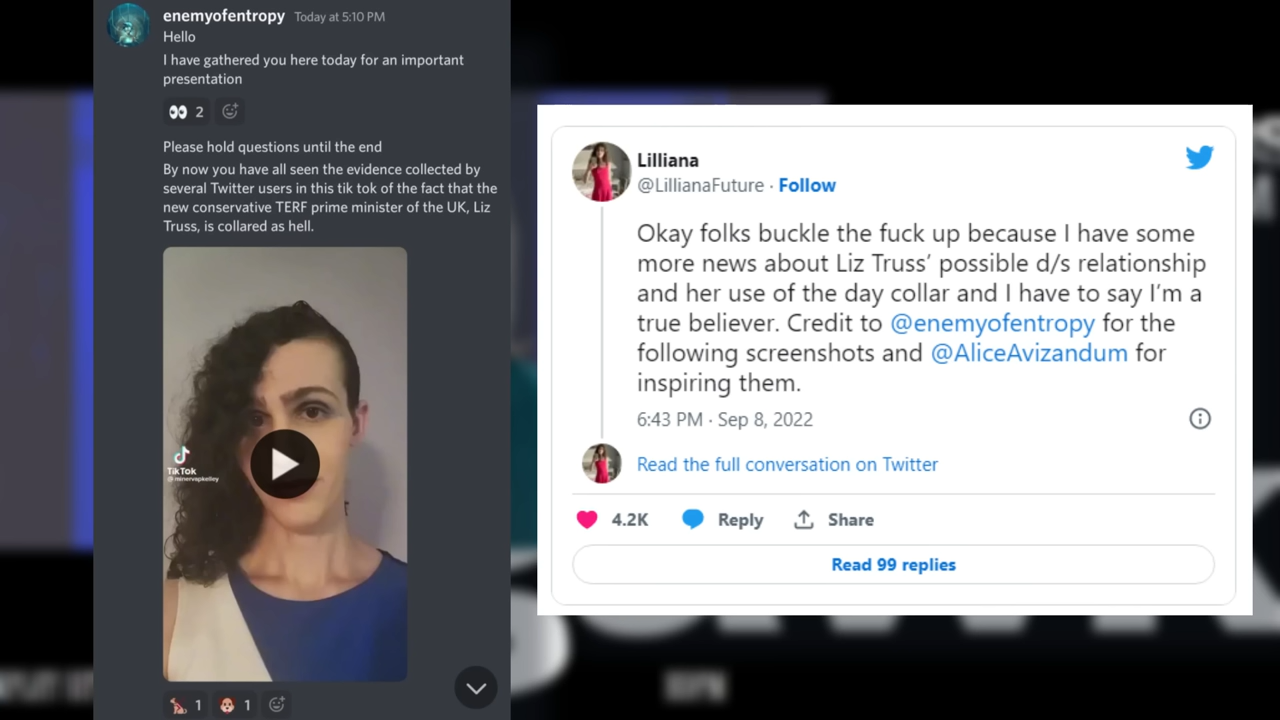 enemyofentropy Today at 5:10 PM
Hello
I have gathered you here today for an important
presentation
2
Please hold questions until the end
By now you have all seen the evidence collected by
several Twitter users in this tik tok of the fact that the
new conservative TERF prime minister of the UK, Liz
Truss, is collared as hell.
TikTok
@minervapkelley
1 1
Lilliana
@LillianaFuture · Follow
Okay folks buckle the fuck up because I have some
more news about Liz Truss’ possible d/s relationship
and her use of the day collar and I have to say I’m a
true believer. Credit to @enemyofentropy for the
following screenshots and @AliceAvizandum for
inspiring them.
6:43 PM · Sep 8, 2022
Read the full conversation on Twitter
4.2K Reply Share
Read 99 replies